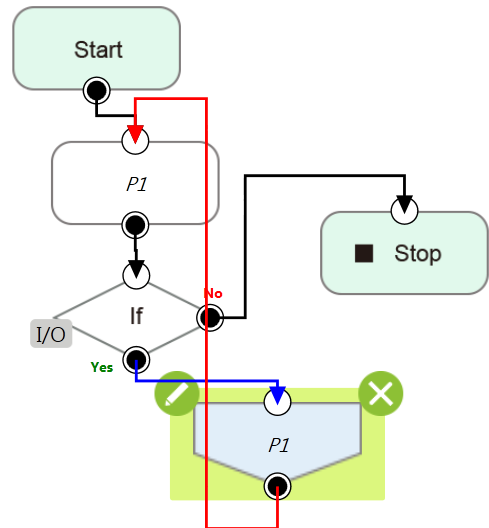 Start
P1
No
Stop
If
I/O
Yes
P1